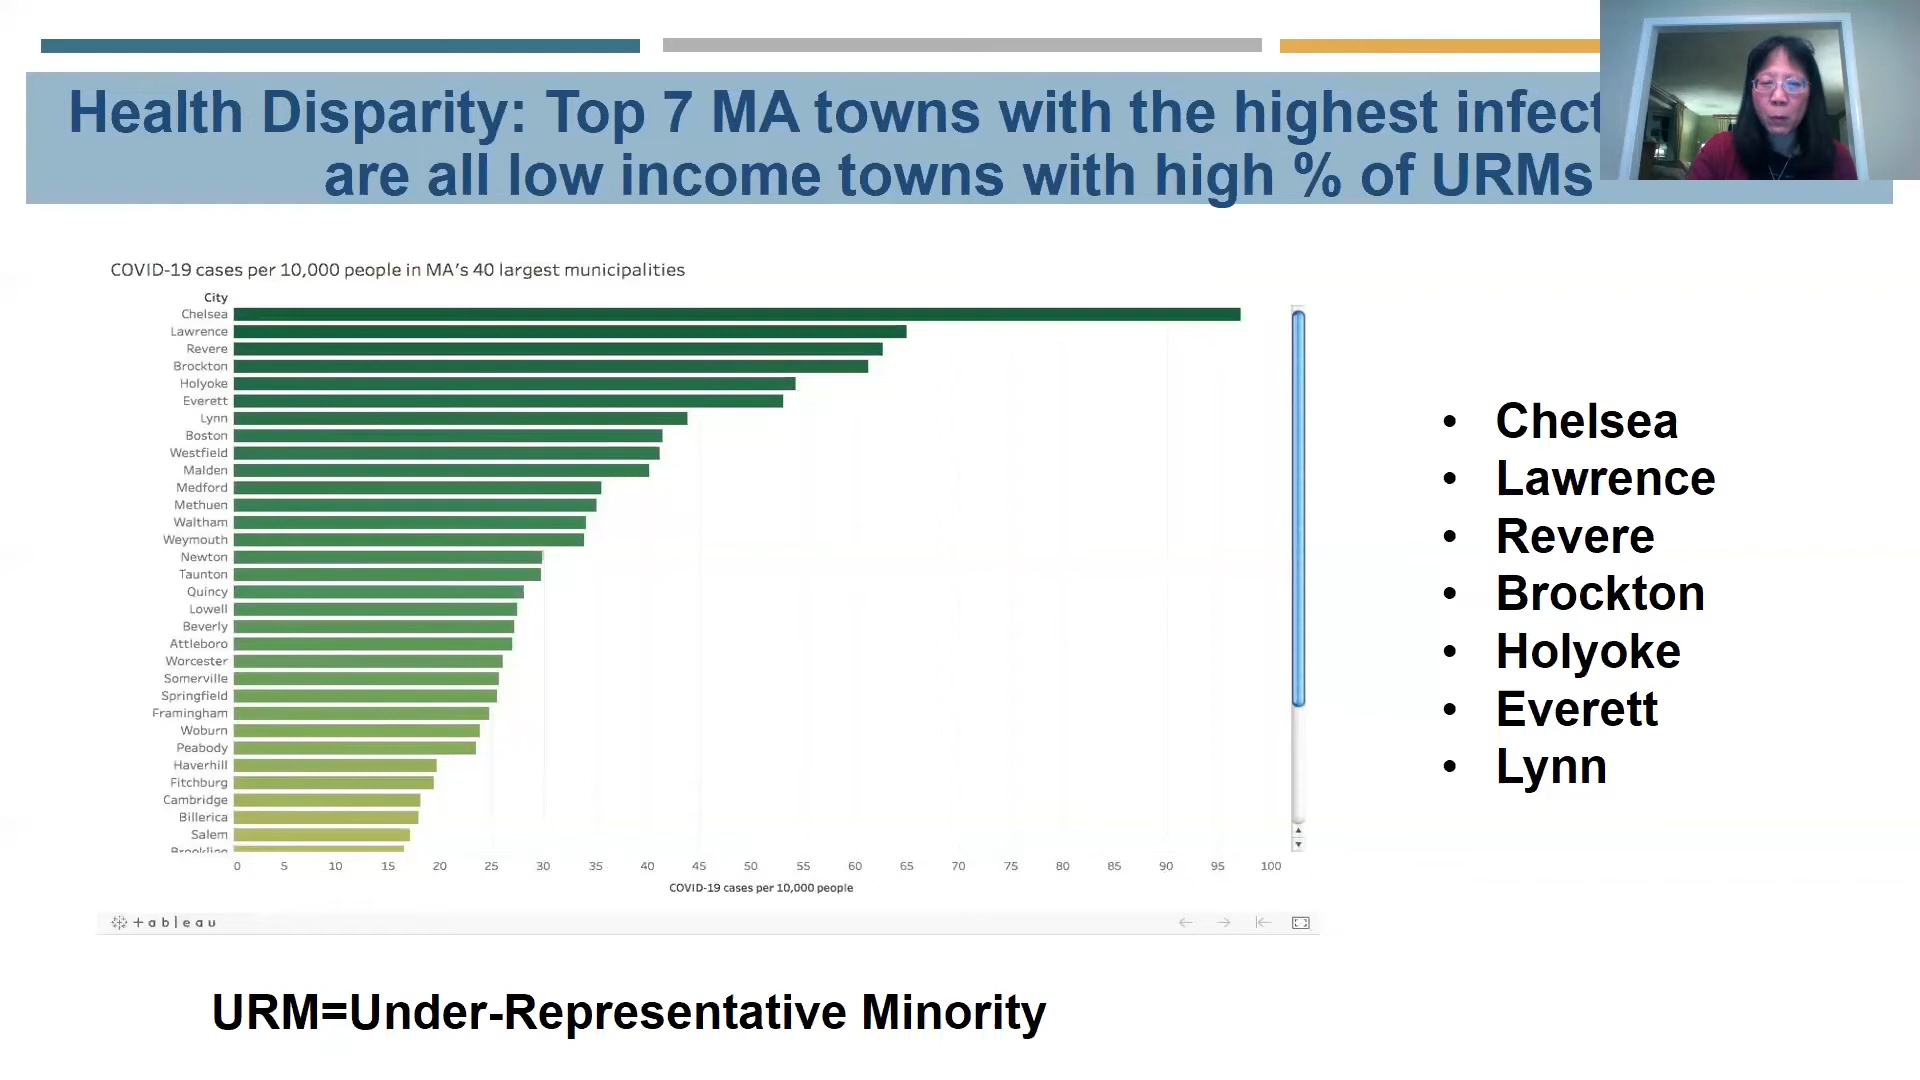 Health Disparity: Top 7 MA towns with the highest infect
are all low income towns with high % of URMs
COVID-19 cases per 10,000 people in MA's 40 largest municipalities
City
Chelsea
Lawrence
Revere
Brockton
Holyoke
Everett
Lynn
Boston
Westfield
Malden
Medford
Methuen
Waltham
Weymouth
Newton
Taunton
Quincy
Lowell
Beverly
Attleboro
Worcester
Somerville
Springfield
Framingham
Woburn
Peabody
Haverhill
Fitchburg
Cambridge
Billerica
Salem
0 5 10 15 20 25 30 35 40 45 50 55 60 65 70 75 80 85 90 95 100
COVID-19 cases per 10,000 people
+ a b l e a u
• Chelsea
• Lawrence
• Revere
• Brockton
• Holyoke
• Everett
• Lynn
URM=Under-Representative Minority